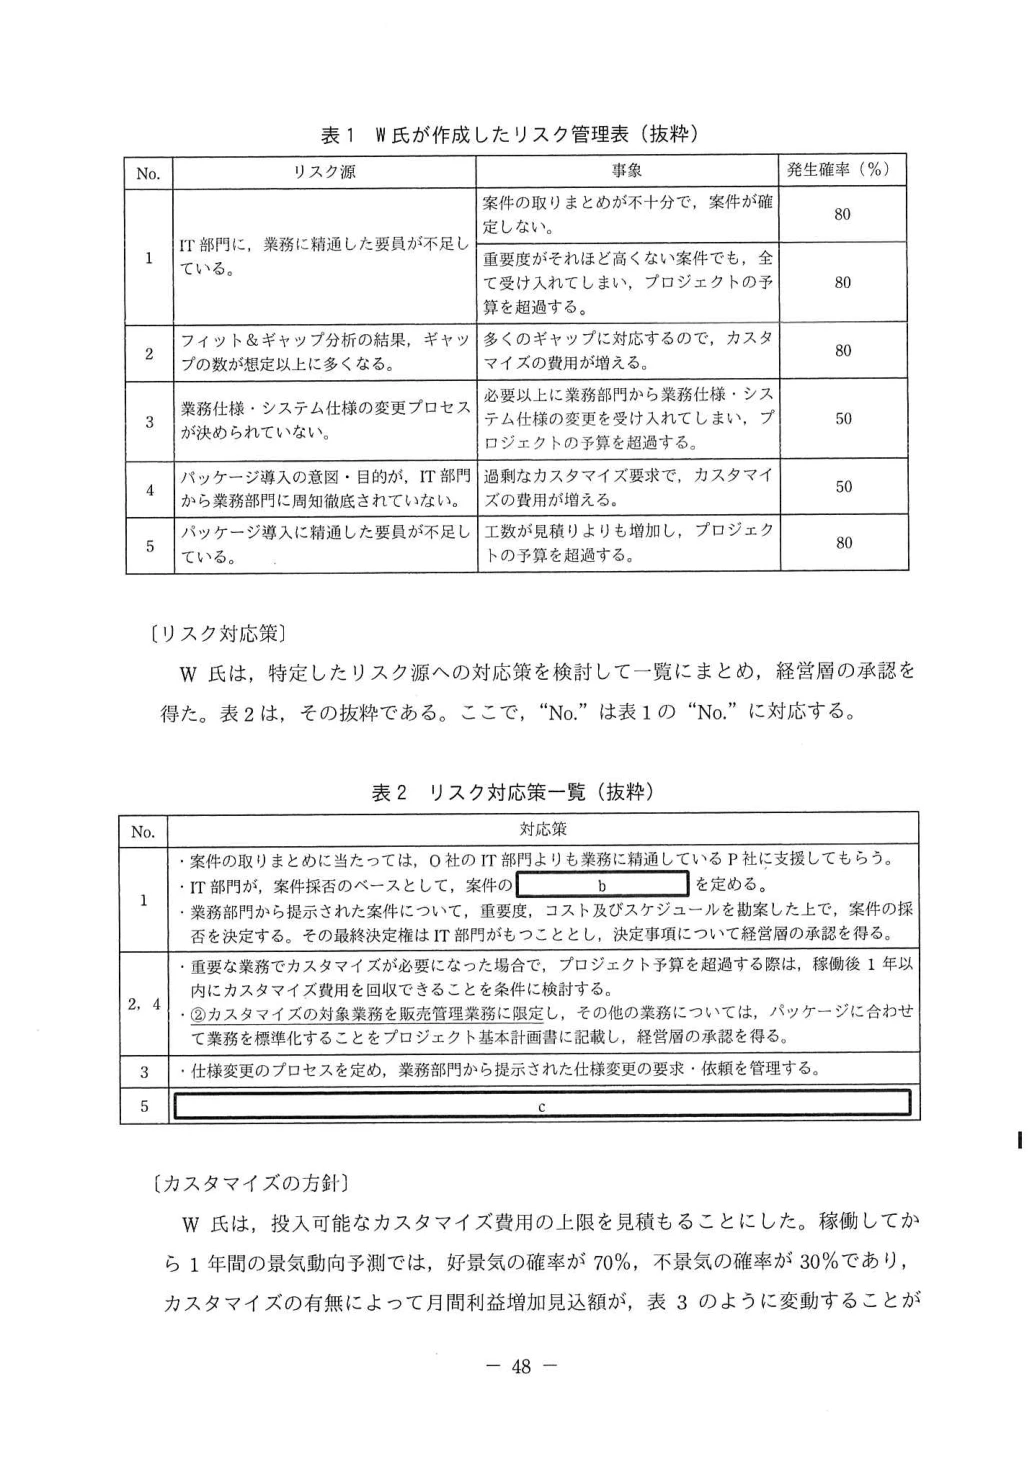 表1　W氏が作成したリスク管理表（抜粋）
No.　リスク源　事象　発生確率（%）
1　IT部門に，業務に精通した要員が不足し
ている。
案件の取りまとめが不十分で，案件が確
定しない。
80
重要度がそれほど高くない案件でも，全
て受け入れてしまい，プロジェクトの予
算を超過する。
80
2　フィット＆ギャップ分析の結果，ギャッ
プの数が想定以上に多くなる。
多くのギャップに対応するので，カスタ
マイズの費用が増える。
80
3　業務仕様・システム仕様の変更プロセス
が決められていない。
必要以上に業務部門から業務仕様・シス
テム仕様の変更を受け入れてしまい，プ
ロジェクトの予算を超過する。
50
4　パッケージ導入の意図・目的が，IT部門
から業務部門に周知徹底されていない。
過剰なカスタマイズ要求で，カスタマイ
ズの費用が増える。
50
5　パッケージ導入に精通した要員が不足し
ている。
工数が見積りよりも増加し，プロジェク
トの予算を超過する。
80
〔リスク対応策〕
W氏は，特定したリスク源への対応策を検討して一覧にまとめ，経営層の承認を
得た。表2は，その抜粋である。ここで，“No.”は表1の“No.”に対応する。
表2　リスク対応策一覧（抜粋）
No.　対応策
1
・案件の取りまとめに当たっては，O社のIT部門よりも業務に精通しているP社に支援してもらう。
・IT部門が，案件採否のベースとして，案件の　b　を定める。
・業務部門から提示された案件について，重要度，コスト及びスケジュールを勘案した上で，案件の採
否を決定する。その最終決定権はIT部門がもつこととし，決定事項について経営層の承認を得る。
2，4
・重要な業務でカスタマイズが必要になった場合で，プロジェクト予算を超過する際は，稼働後1年以
内にカスタマイズ費用を回収できることを条件に検討する。
・②カスタマイズの対象業務を販売管理業務に限定し，その他の業務については，パッケージに合わせ
て業務を標準化することをプロジェクト基本計画書に記載し，経営層の承認を得る。
3　・仕様変更のプロセスを定め，業務部門から提示された仕様変更の要求・依頼を管理する。
5　c
〔カスタマイズの方針〕
W氏は，投入可能なカスタマイズ費用の上限を見積もることにした。稼働してか
ら1年間の景気動向予測では，好景気の確率が70%，不景気の確率が30%であり，
カスタマイズの有無によって月間利益増加見込額が，表3のように変動することが
－ 48 －